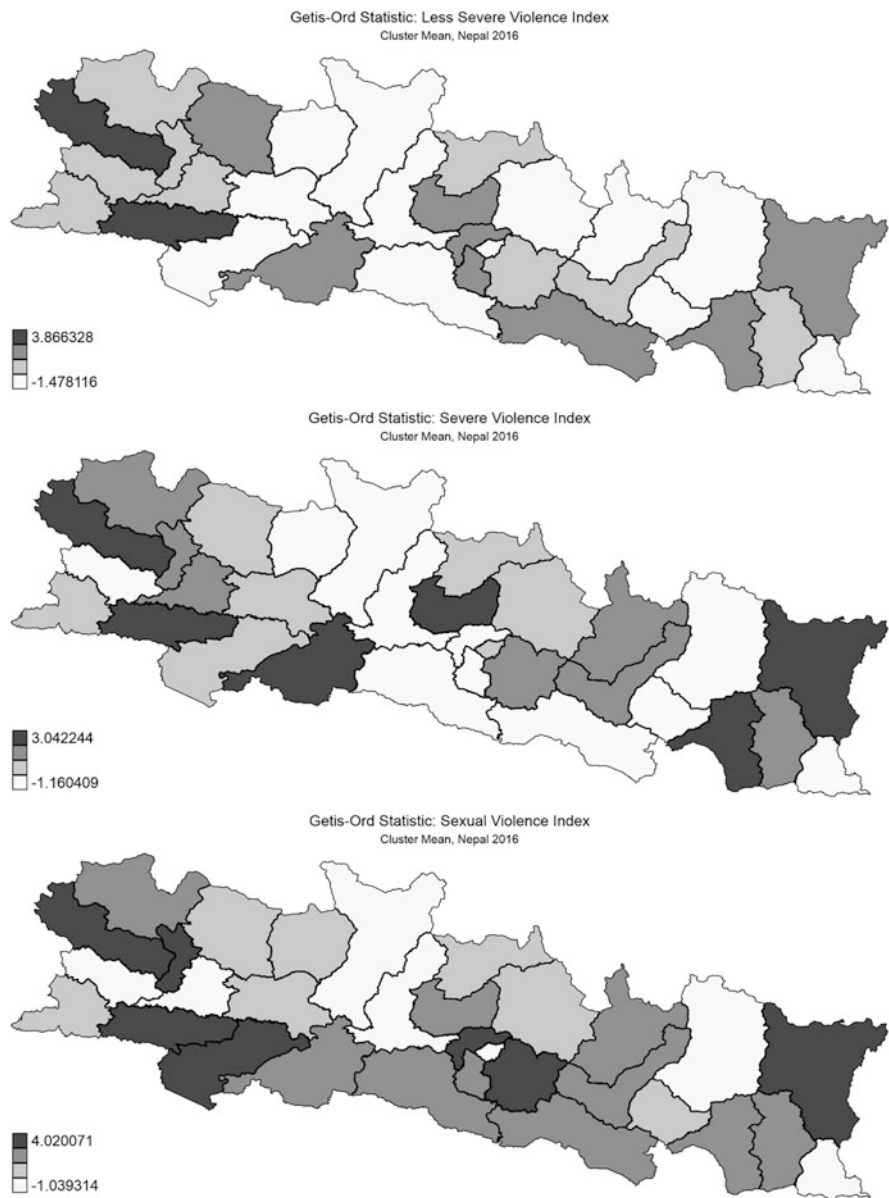 Getis-Ord Statistic: Less Severe Violence Index
Cluster Mean, Nepal 2016
3.866328
-1.478116
Getis-Ord Statistic: Severe Violence Index
Cluster Mean, Nepal 2016
3.042244
-1.160409
Getis-Ord Statistic: Sexual Violence Index
Cluster Mean, Nepal 2016
4.020071
-1.039314